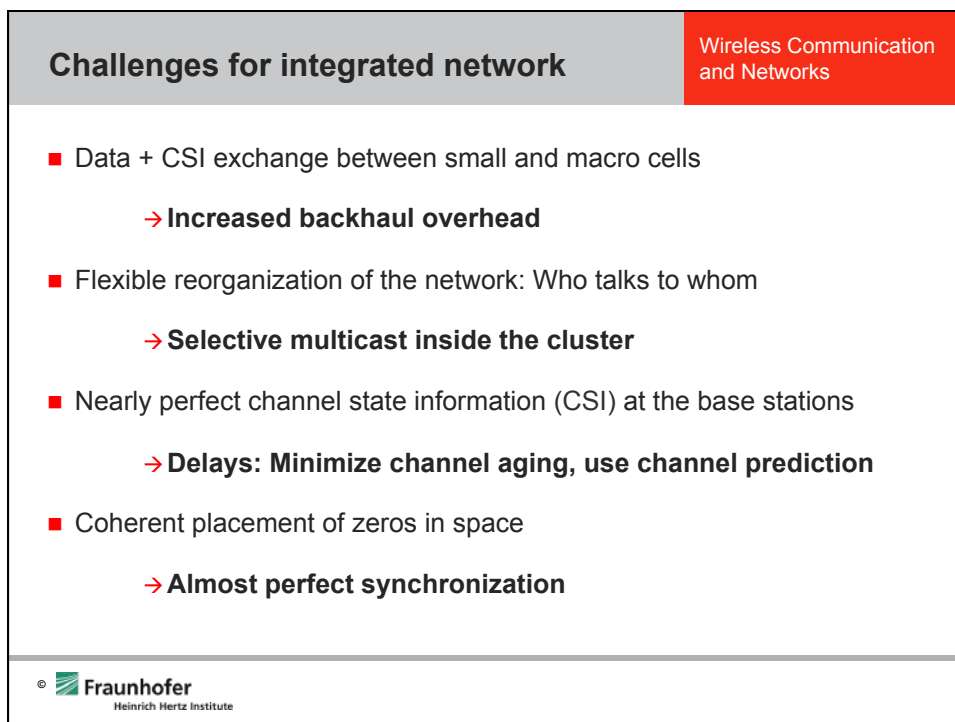 Challenges for integrated network
Wireless Communication
and Networks
■ Data + CSI exchange between small and macro cells
→ Increased backhaul overhead
■ Flexible reorganization of the network: Who talks to whom
→ Selective multicast inside the cluster
■ Nearly perfect channel state information (CSI) at the base stations
→ Delays: Minimize channel aging, use channel prediction
■ Coherent placement of zeros in space
→ Almost perfect synchronization
© Fraunhofer
Heinrich Hertz Institute